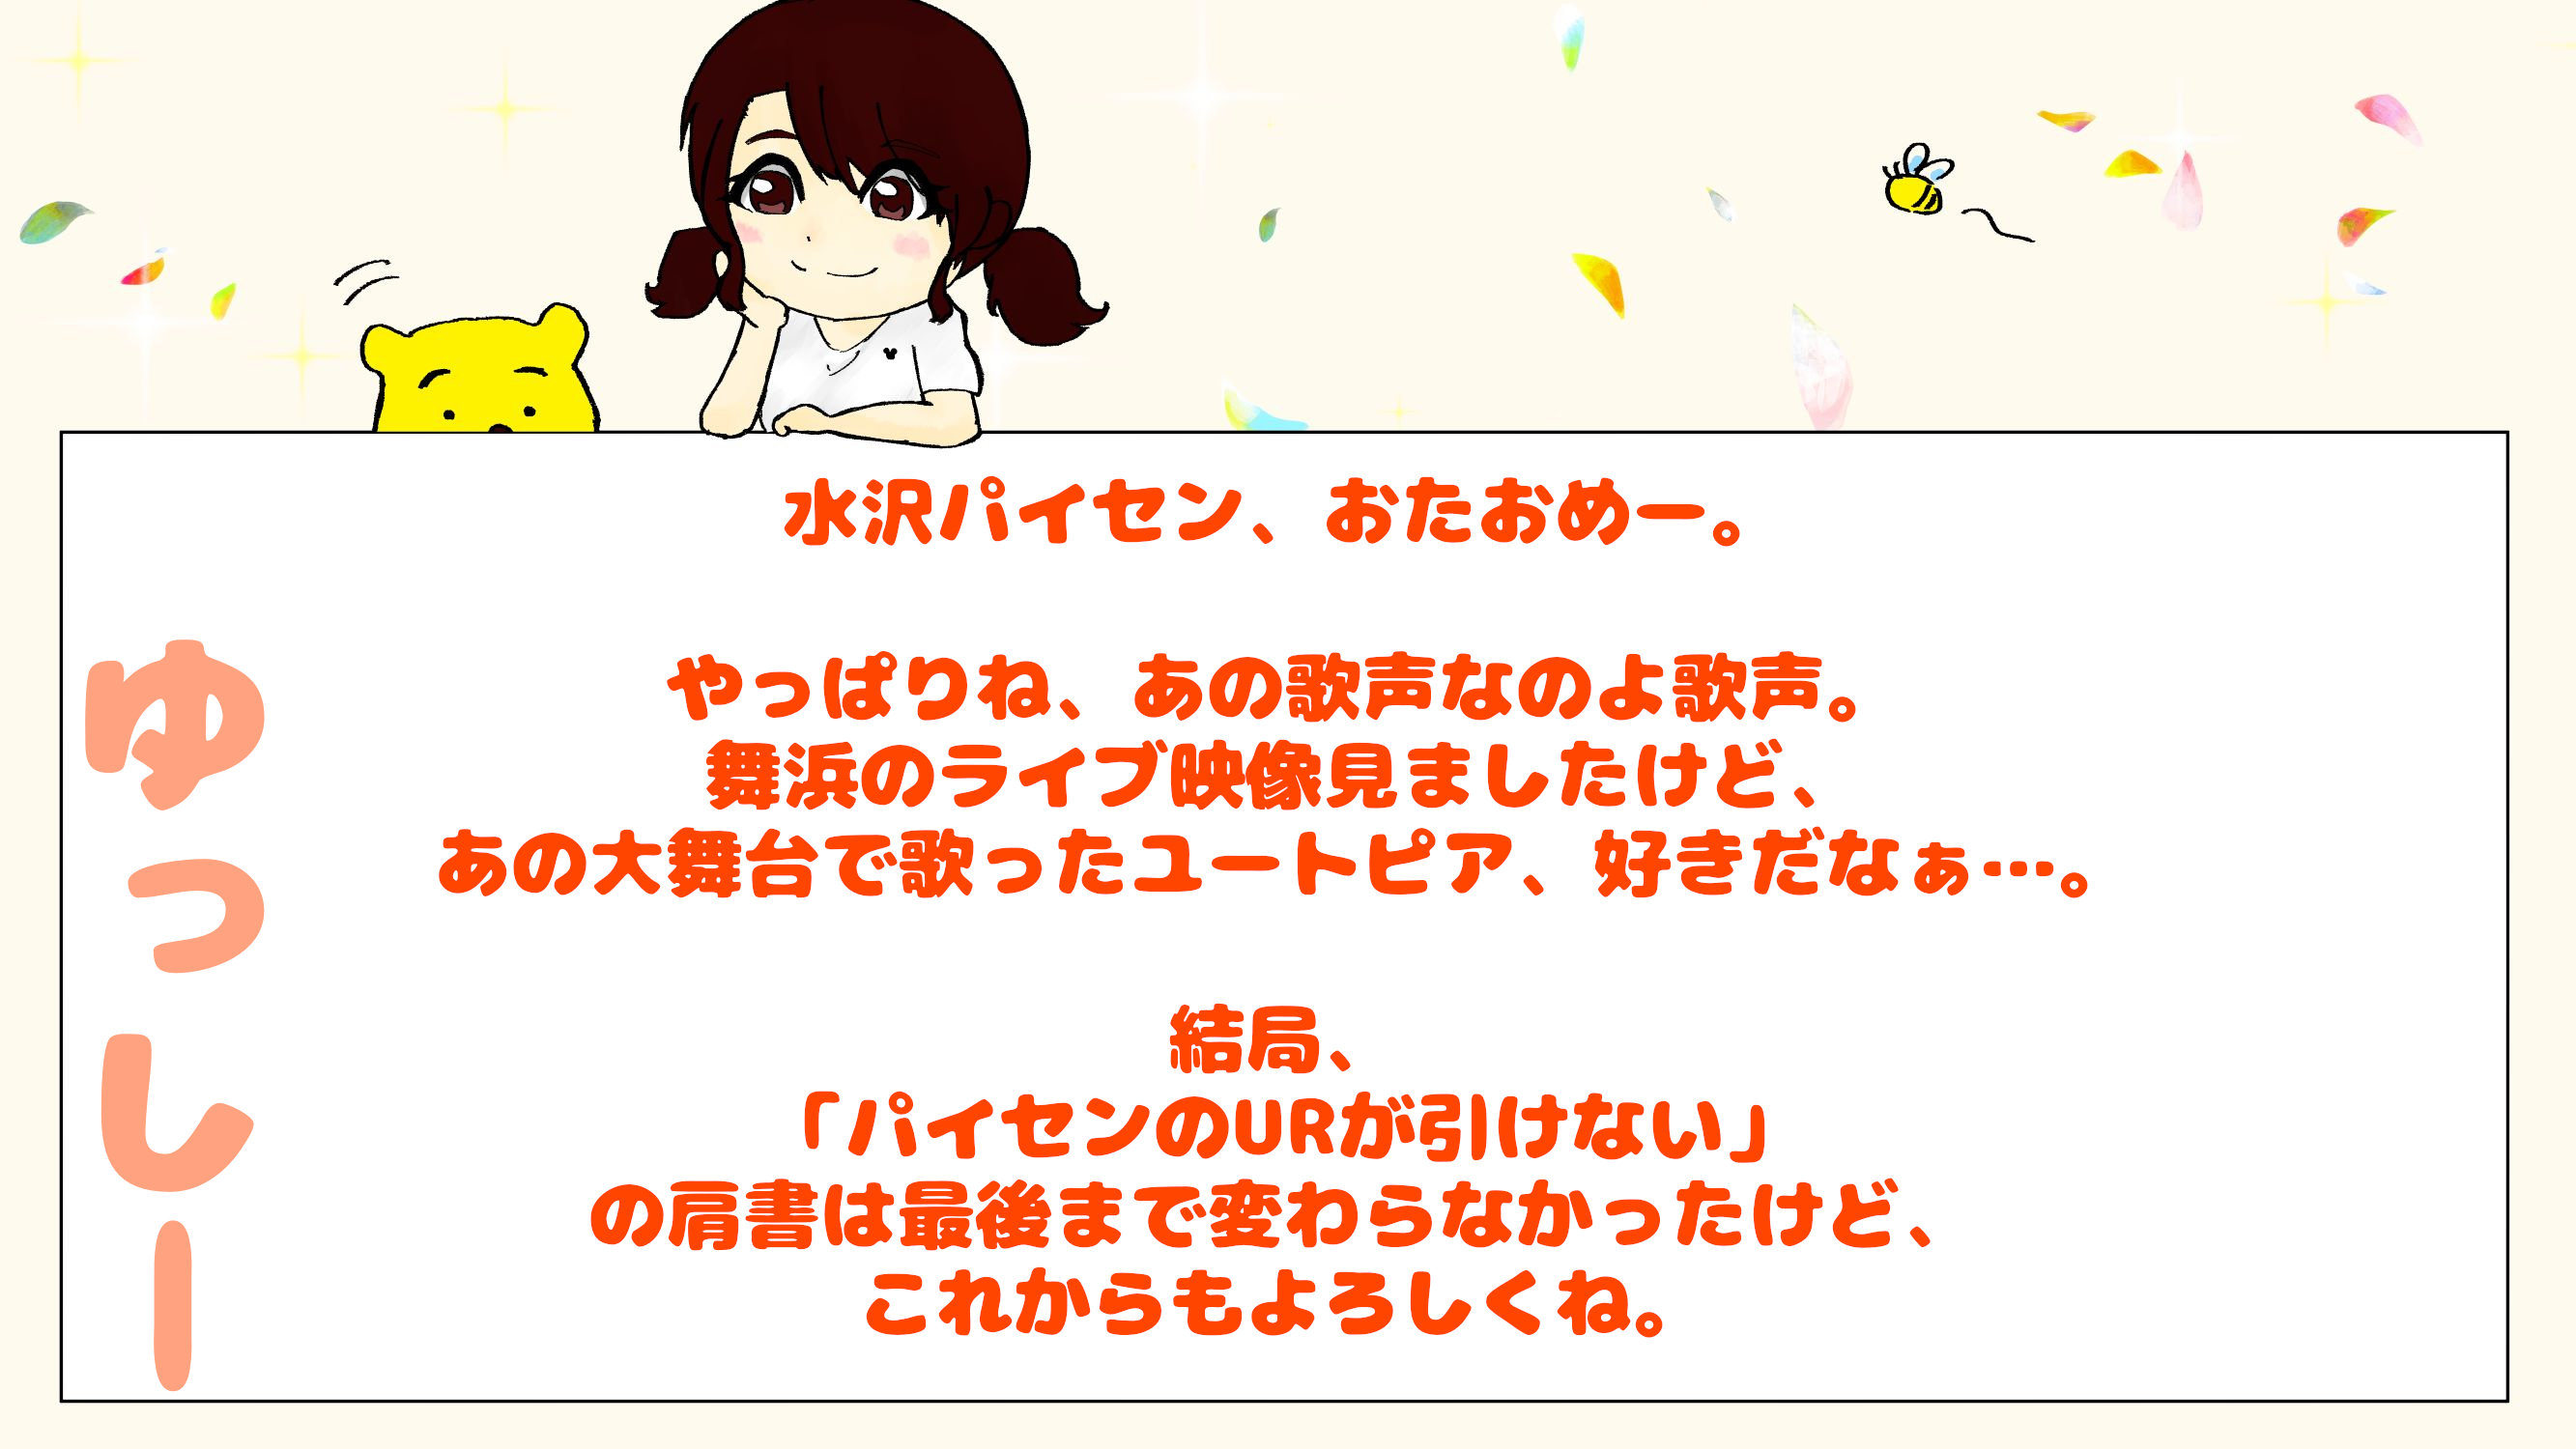 水沢パイセン、おたおめー。
やっぱりね、あの歌声なのよ歌声。
舞浜のライブ映像見ましたけど、
あの大舞台で歌ったユートピア、好きだなぁ…。
結局、
「パイセンのURが引けない」
の肩書は最後まで変わらなかったけど、
これからもよろしくね。
ゆっしー